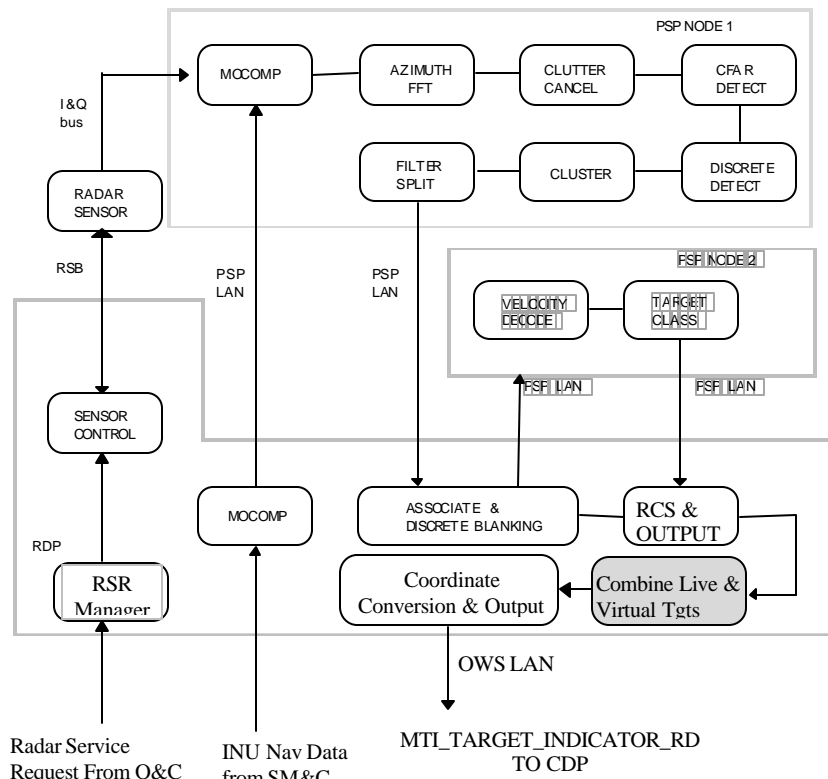 PSP NODE 1
MOCOMP
AZIMUTH
FFT
CLUTTER
CANCEL
CFAR
DETECT
I&Q
bus
FILTER
SPLIT
CLUSTER
DISCRETE
DETECT
RADAR
SENSOR
RSB
PSP
LAN
PSP
LAN
PSP NODE 2
VELOCITY
DECODE
TARGET
CLASS
PSP LAN
PSP LAN
SENSOR
CONTROL
MOCOMP
ASSOCIATE &
DISCRETE BLANKING
RCS &
OUTPUT
RDP
RSR
Manager
Coordinate
Conversion & Output
Combine Live &
Virtual Tgts
OWS LAN
Radar Service
Request From O&C
INU Nav Data
from SM&C
MTI_TARGET_INDICATOR_RD
TO CDP